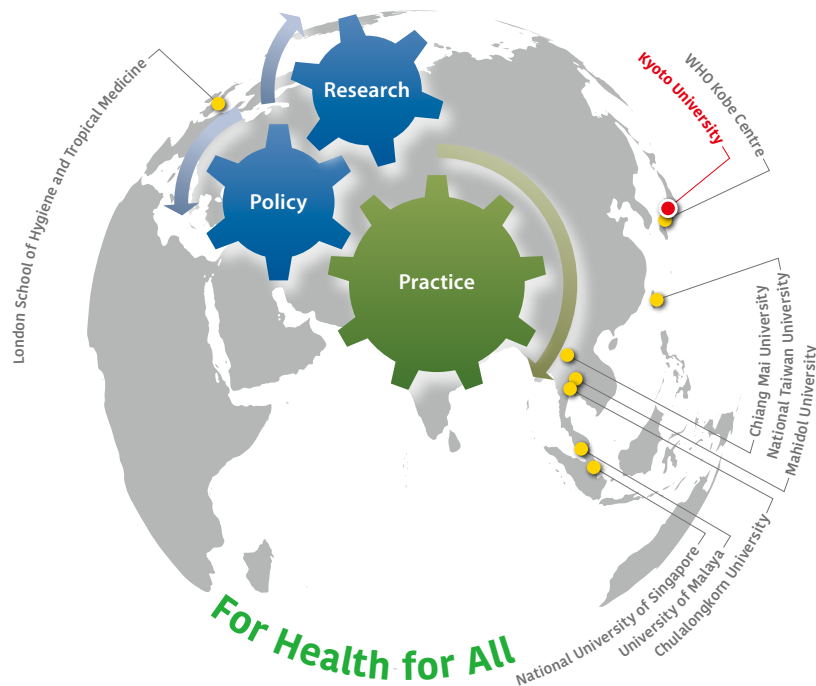 London School of Hygiene and Tropical Medicine
Research
Policy
Practice
Kyoto University
WHO Kobe Centre
Chiang Mai University
National Taiwan University
Mahidol University
National University of Singapore
University of Malaya
Chulalongkorn University
For Health for All